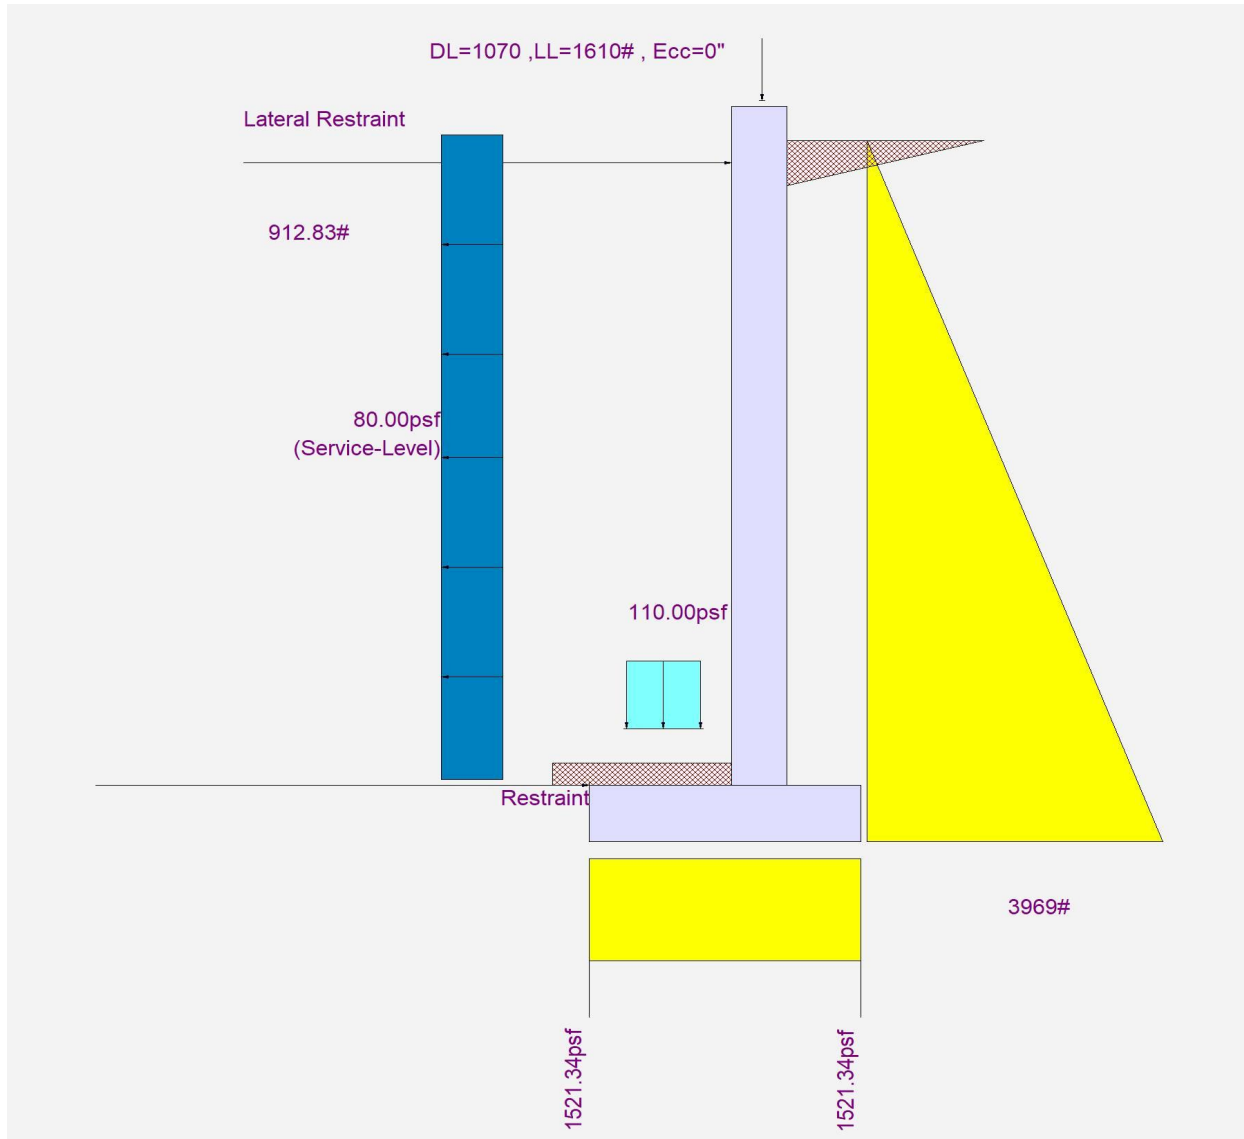 DL=1070 ,LL=1610# , Ecc=0"
Lateral Restraint
912.83#
80.00psf
(Service-Level)
110.00psf
Restraint
3969#
1521.34psf
1521.34psf